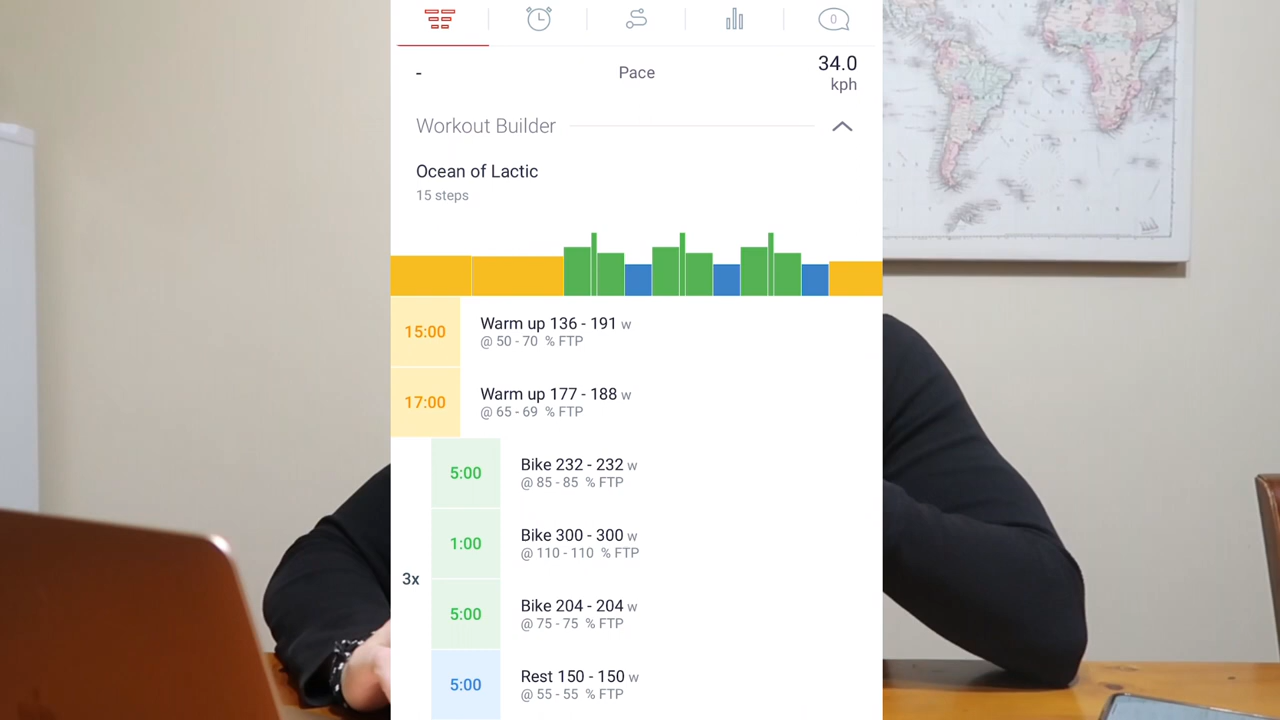 0
- Pace 34.0
kph
Workout Builder
Ocean of Lactic
15 steps
15:00 Warm up 136 - 191 w
@ 50 - 70 % FTP
17:00 Warm up 177 - 188 w
@ 65 - 69 % FTP
5:00 Bike 232 - 232 w
@ 85 - 85 % FTP
1:00 Bike 300 - 300 w
@ 110 - 110 % FTP
3x
5:00 Bike 204 - 204 w
@ 75 - 75 % FTP
5:00 Rest 150 - 150 w
@ 55 - 55 % FTP